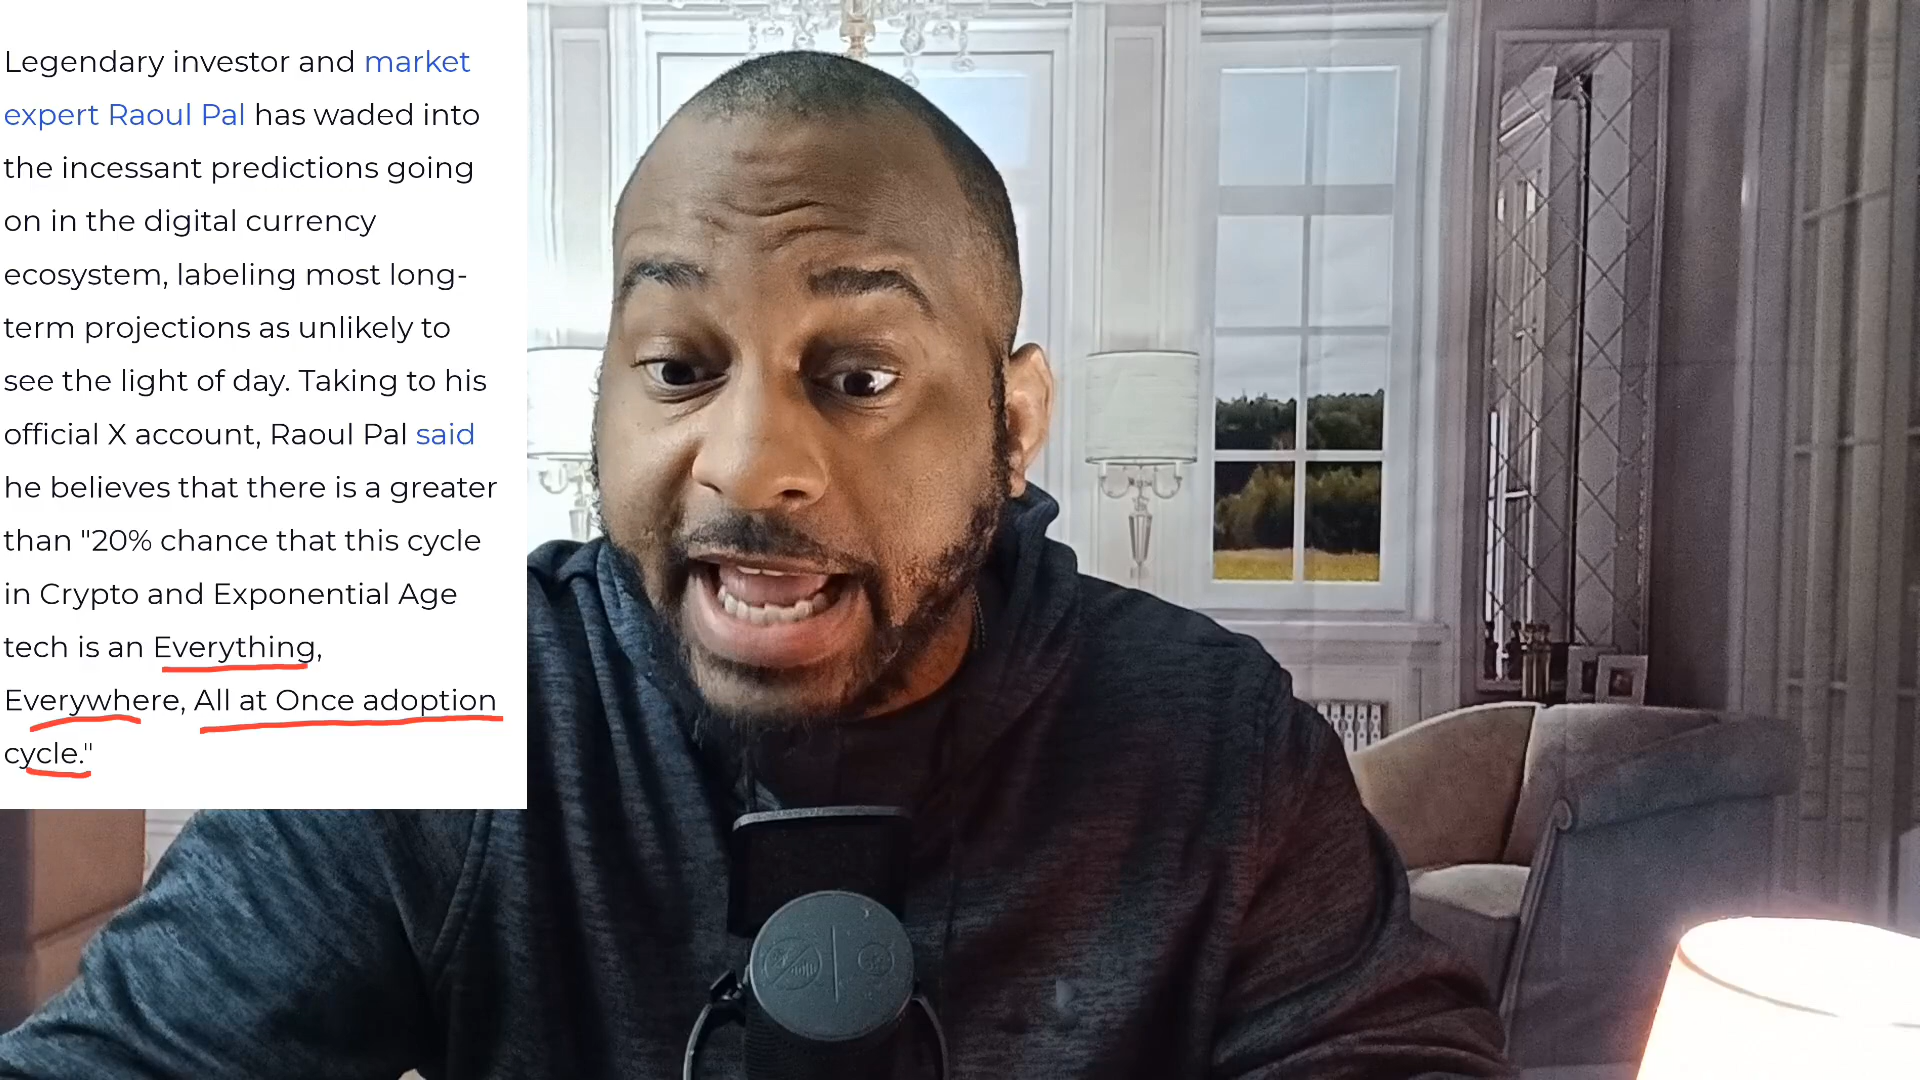 Legendary investor and market
expert Raoul Pal has waded into
the incessant predictions going
on in the digital currency
ecosystem, labeling most long-
term projections as unlikely to
see the light of day. Taking to his
official X account, Raoul Pal said
he believes that there is a greater
than "20% chance that this cycle
in Crypto and Exponential Age
tech is an Everything,
Everywhere, All at Once adoption
cycle."